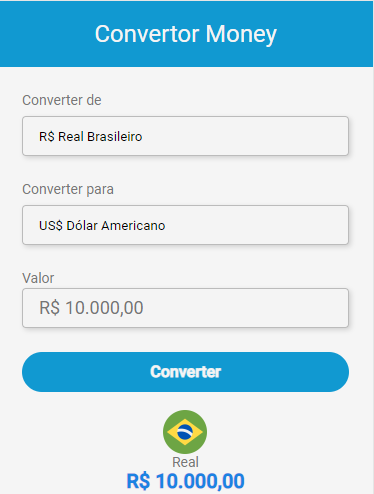 Convertor Money
Converter de
R$ Real Brasileiro
Converter para
US$ Dólar Americano
Valor
R$ 10.000,00
Converter
Real
R$ 10.000,00